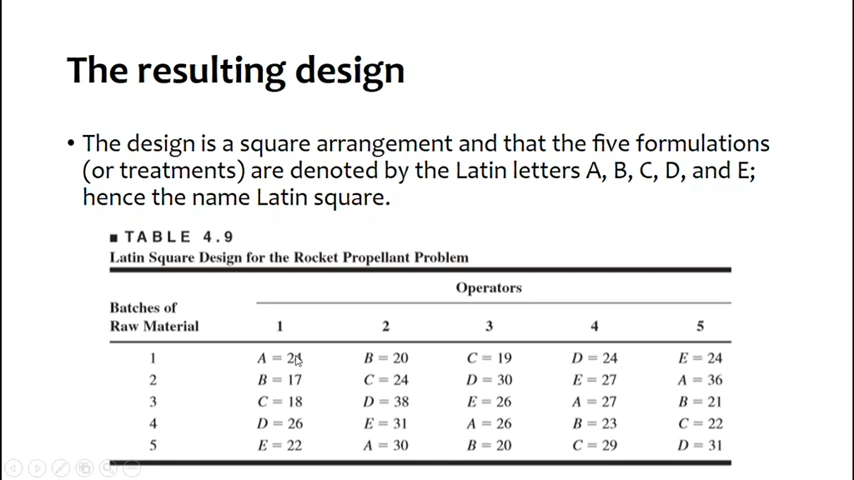 The resulting design
• The design is a square arrangement and that the five formulations
(or treatments) are denoted by the Latin letters A, B, C, D, and E;
hence the name Latin square.
■ TABLE 4.9
Latin Square Design for the Rocket Propellant Problem
Operators
Batches of
Raw Material 1 2 3 4 5
1 A = 24 B = 20 C = 19 D = 24 E = 24
2 B = 17 C = 24 D = 30 E = 27 A = 36
3 C = 18 D = 38 E = 26 A = 27 B = 21
4 D = 26 E = 31 A = 26 B = 23 C = 22
5 E = 22 A = 30 B = 20 C = 29 D = 31